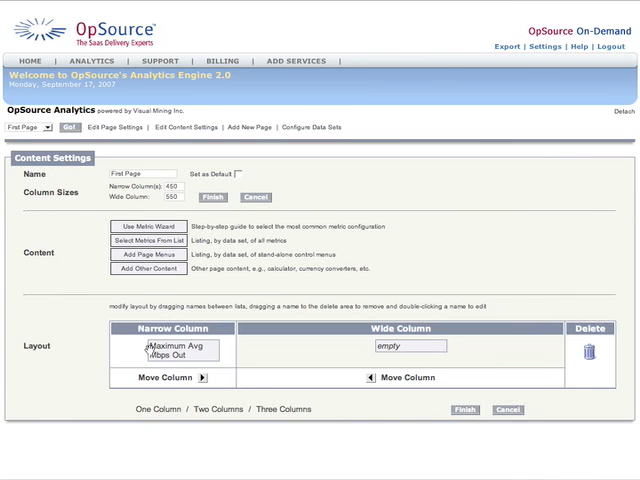 OpSource™
The SaaS Delivery Experts
OpSource On-Demand
Export | Settings | Help | Logout
HOME | ANALYTICS | SUPPORT | BILLING | ADD SERVICES |
Welcome to OpSource's Analytics Engine 2.0
Monday, September 17, 2007
OpSource Analytics powered by Visual Mining Inc.
Detach
First Page Go! Edit Page Settings | Edit Content Settings | Add New Page | Configure Data Sets
Content Settings
Name First Page Set as Default
Column Sizes
Narrow Column(s): 450
Wide Column: 550
Finish Cancel
Content
Use Metric Wizard Step-by-step guide to select the most common metric configuration
Select Metrics From List Listing, by data set, of all metrics
Add Page Menus Listing, by data set, of stand-alone control menus
Add Other Content Other page content, e.g., calculator, currency converters, etc.
modify layout by dragging names between lists, dragging a name to the delete area to remove and double-clicking a name to edit
Layout
Narrow Column Wide Column Delete
Maximum Avg
Mbps Out
empty
Move Column Move Column
One Column / Two Columns / Three Columns
Finish Cancel